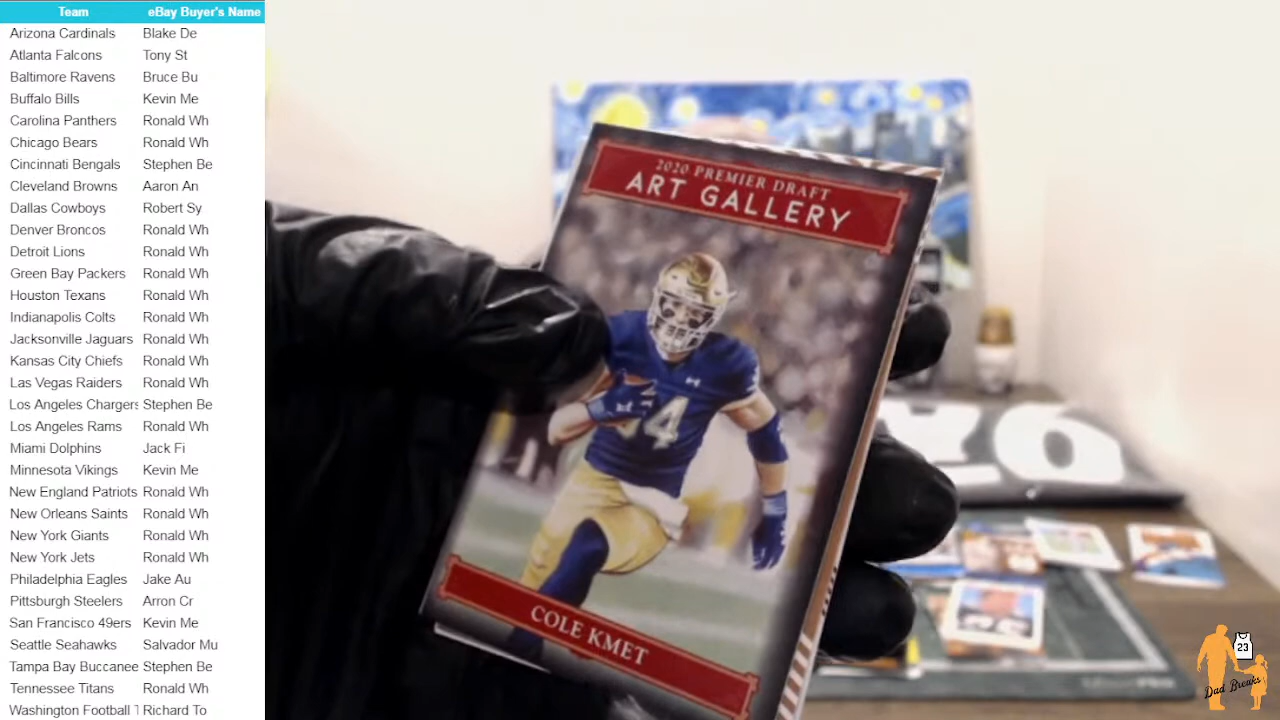 Team eBay Buyer's Name
Arizona Cardinals Blake De
Atlanta Falcons Tony St
Baltimore Ravens Bruce Bu
Buffalo Bills Kevin Me
Carolina Panthers Ronald Wh
Chicago Bears Ronald Wh
Cincinnati Bengals Stephen Be
Cleveland Browns Aaron An
Dallas Cowboys Robert Sy
Denver Broncos Ronald Wh
Detroit Lions Ronald Wh
Green Bay Packers Ronald Wh
Houston Texans Ronald Wh
Indianapolis Colts Ronald Wh
Jacksonville Jaguars Ronald Wh
Kansas City Chiefs Ronald Wh
Las Vegas Raiders Ronald Wh
Los Angeles Chargers Stephen Be
Los Angeles Rams Ronald Wh
Miami Dolphins Jack Fi
Minnesota Vikings Kevin Me
New England Patriots Ronald Wh
New Orleans Saints Ronald Wh
New York Giants Ronald Wh
New York Jets Ronald Wh
Philadelphia Eagles Jake Au
Pittsburgh Steelers Arron Cr
San Francisco 49ers Kevin Me
Seattle Seahawks Salvador Mu
Tampa Bay Buccanee Stephen Be
Tennessee Titans Ronald Wh
Washington Football T Richard To
2020 PREMIER DRAFT
ART GALLERY
84
COLE KMET
23
Dad Breaks